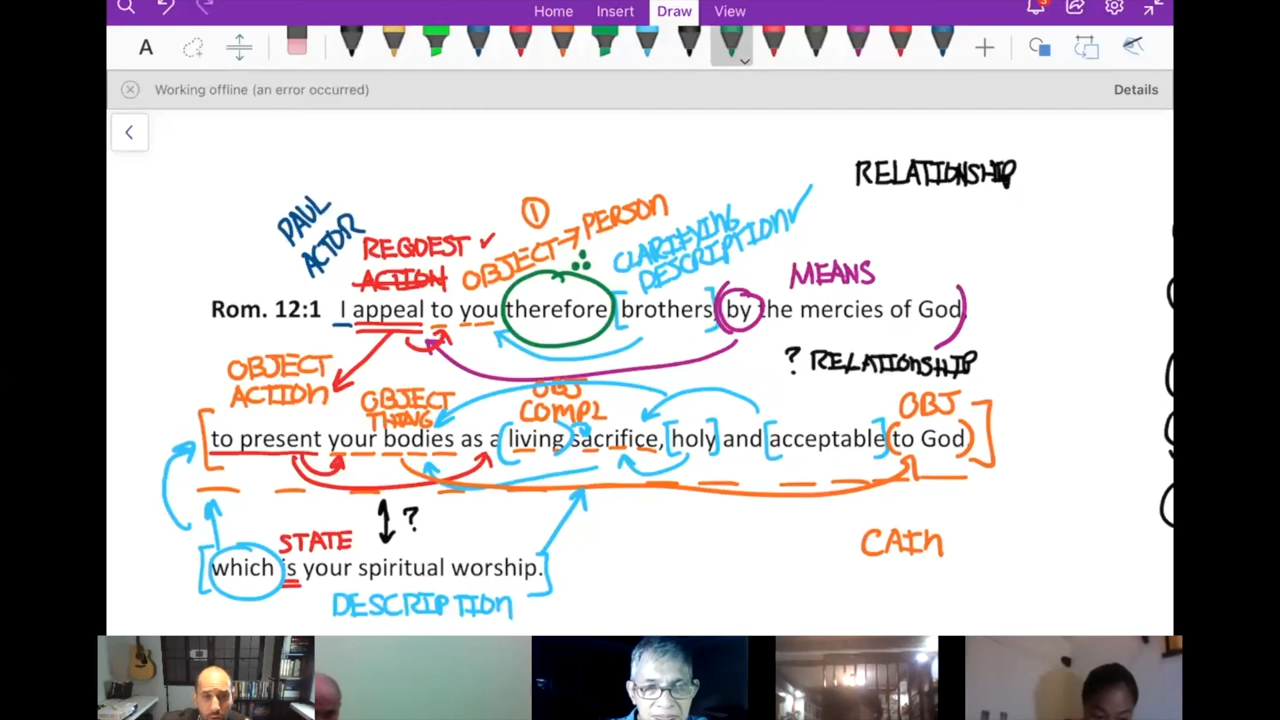 Home Insert Draw View
A
Working offline (an error occurred) Details
RELATIONSHIP
PAUL
ACTOR
REQUEST ✓
ACTION
①
OBJECT → PERSON
CLARIFYING
DESCRIPTION ✓
MEANS
Rom. 12:1 I appeal to you therefore brothers, by the mercies of God,
? RELATIONSHIP
OBJECT
ACTION
OBJECT
THING
OBJ
COMPL
OBJ
to present your bodies as a living sacrifice, holy and acceptable to God,
?
STATE
CAIN
which is your spiritual worship.
DESCRIPTION